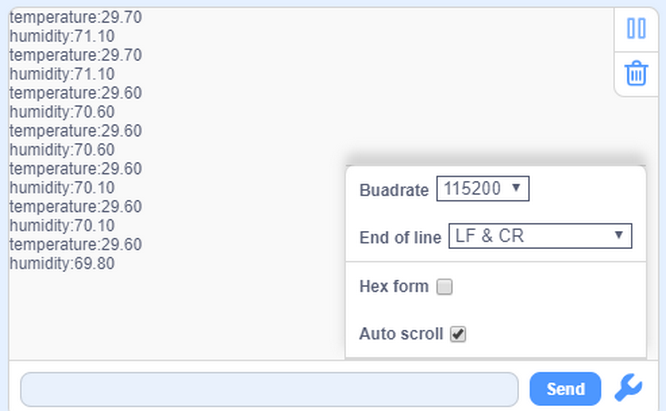 temperature:29.70
humidity:71.10
temperature:29.70
humidity:71.10
temperature:29.60
humidity:70.60
temperature:29.60
humidity:70.60
temperature:29.60
humidity:70.10
temperature:29.60
humidity:70.10
temperature:29.60
humidity:69.80
Buadrate 115200
End of line LF & CR
Hex form
Auto scroll
Send